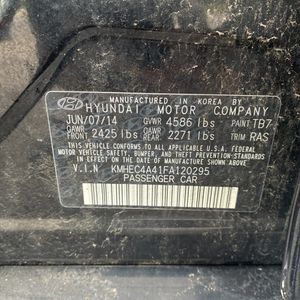 MANUFACTURED IN KOREA BY
HYUNDAI MOTOR COMPANY
JUN/07/14 GVWR 4586 lbs PAINT TB7
GAWR FRONT 2425 lbs GAWR REAR 2271 lbs TRIM RAS
THIS VEHICLE CONFORMS TO ALL
APPLICABLE U.S.A. FEDERAL MOTOR
VEHICLE SAFETY, BUMPER, AND THEFT
PREVENTION STANDARDS IN EFFECT ON
THE DATE OF MANUFACTURE SHOWN ABOVE.
V.I.N KMHEC4A41FA120295
PASSENGER CAR